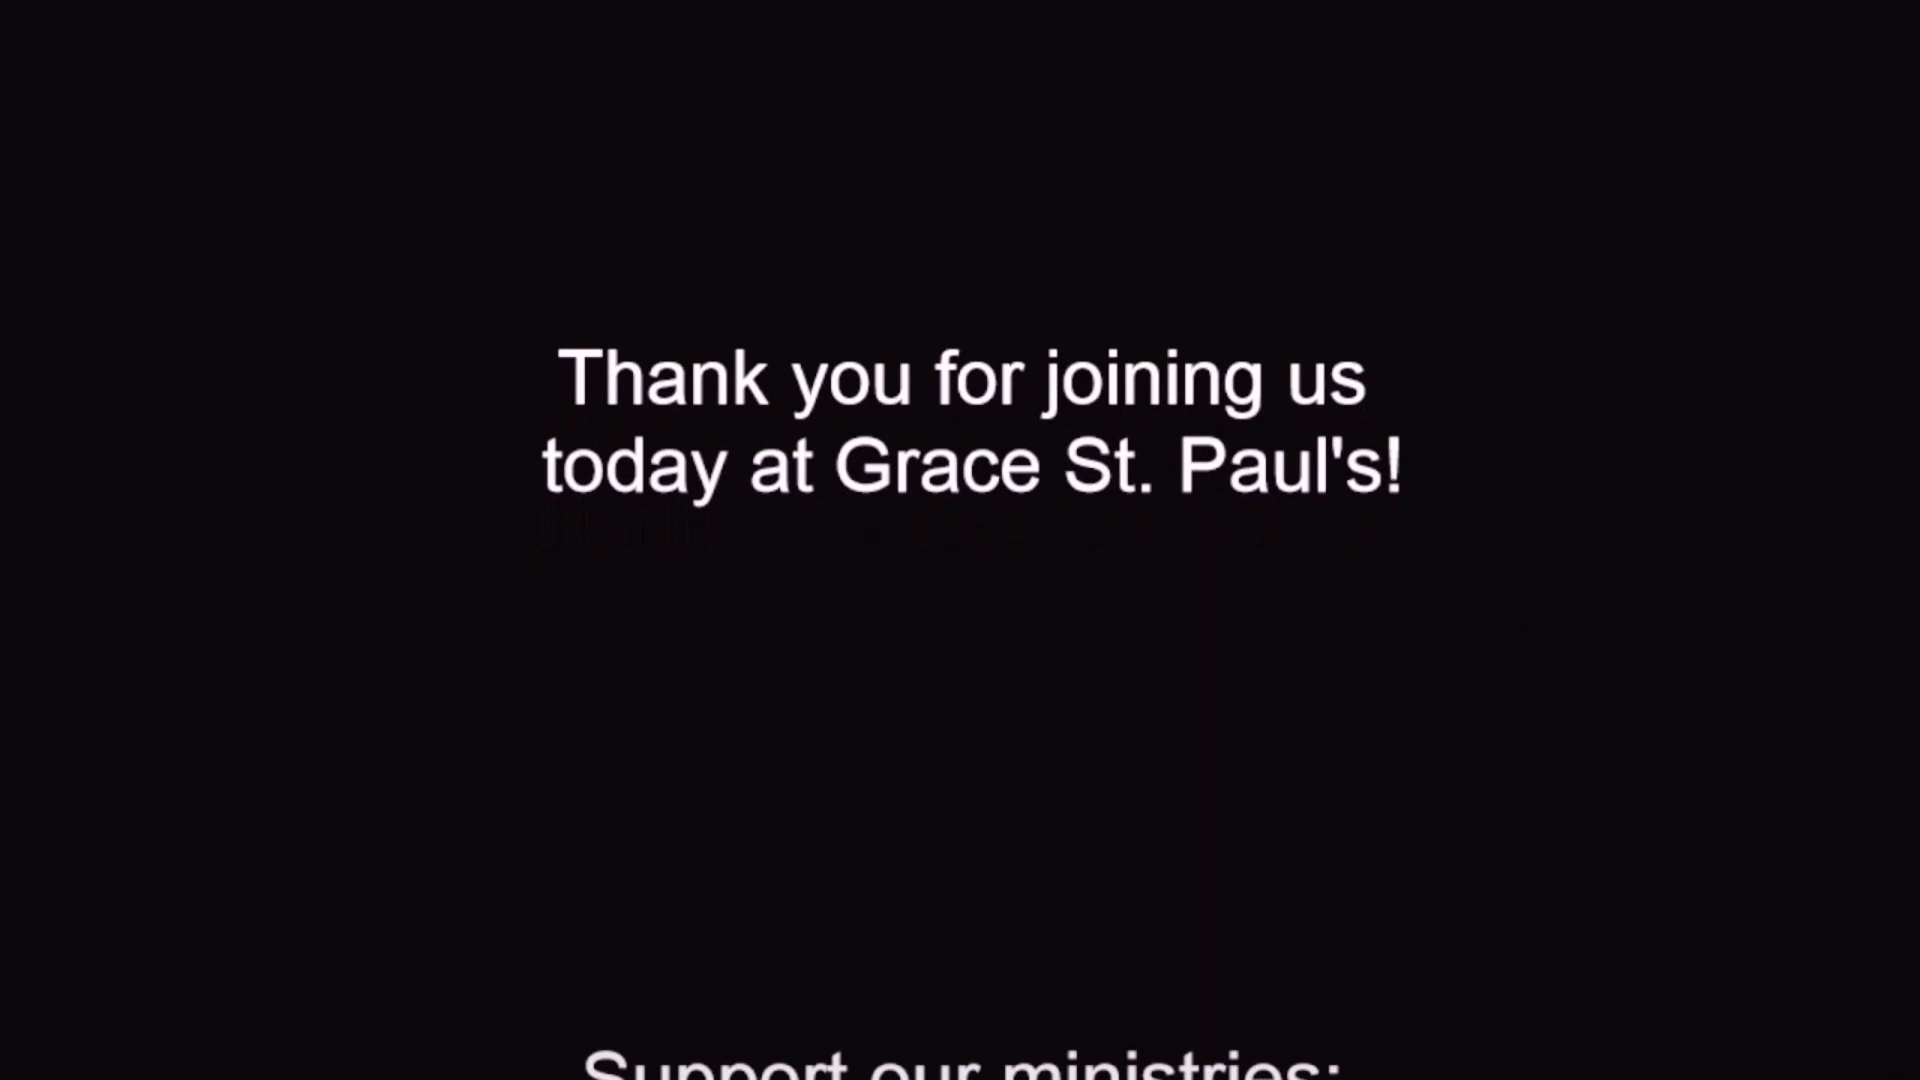 Thank you for joining us
today at Grace St. Paul's!
Support our ministries: